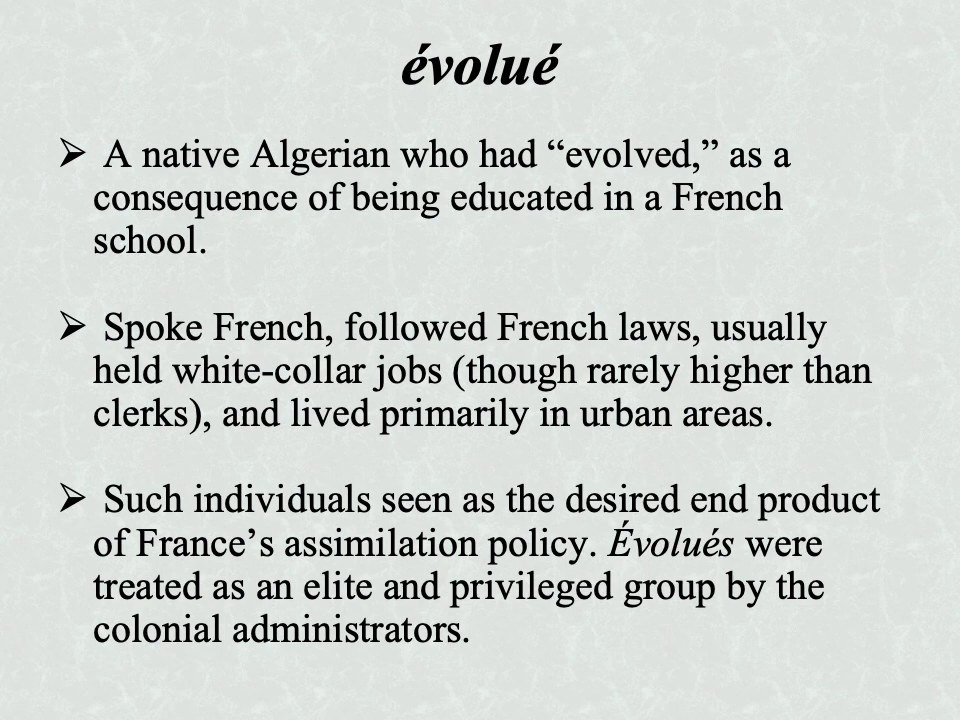 évolué
➢ A native Algerian who had “evolved,” as a
consequence of being educated in a French
school.
➢ Spoke French, followed French laws, usually
held white-collar jobs (though rarely higher than
clerks), and lived primarily in urban areas.
➢ Such individuals seen as the desired end product
of France’s assimilation policy. Évolués were
treated as an elite and privileged group by the
colonial administrators.